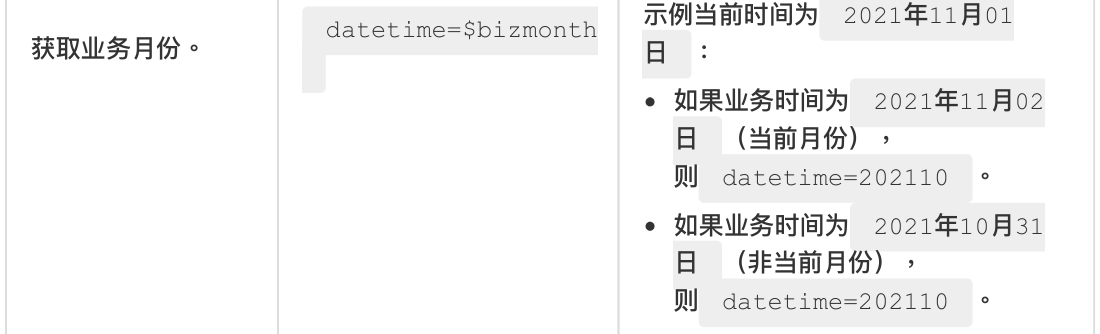 获取业务月份。
datetime=$bizmonth
示例当前时间为 2021年11月01
日 ：
• 如果业务时间为 2021年11月02
日 （当前月份），
则 datetime=202110 。
• 如果业务时间为 2021年10月31
日 （非当前月份），
则 datetime=202110 。